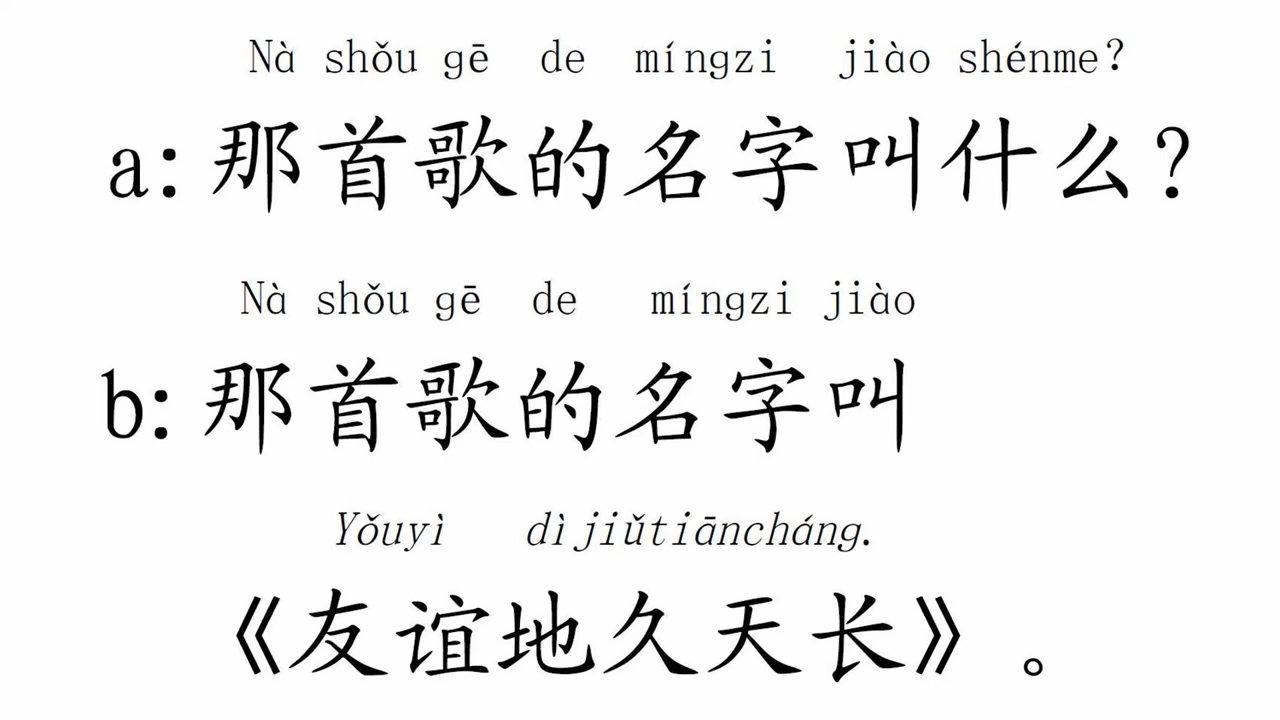 Nà shǒu gē de míngzi jiào shénme?
a: 那首歌的名字叫什么?
Nà shǒu gē de míngzi jiào
b: 那首歌的名字叫
Yǒuyì dìjiǔtiāncháng.
《友谊地久天长》。